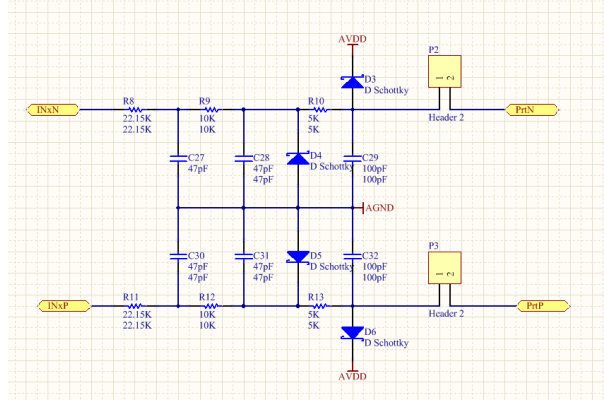 AVDD
P2
D3
D Schottky
1 2
INxN
R8
22.15K
22.15K
R9
10K
10K
R10
5K
5K
Header 2
PrtN
C27
47pF
47pF
C28
47pF
47pF
D4
D Schottky
C29
100pF
100pF
AGND
C30
47pF
47pF
C31
47pF
47pF
D5
D Schottky
C32
100pF
100pF
P3
1 2
INxP
R11
22.15K
22.15K
R12
10K
10K
R13
5K
5K
Header 2
PrtP
D6
D Schottky
AVDD